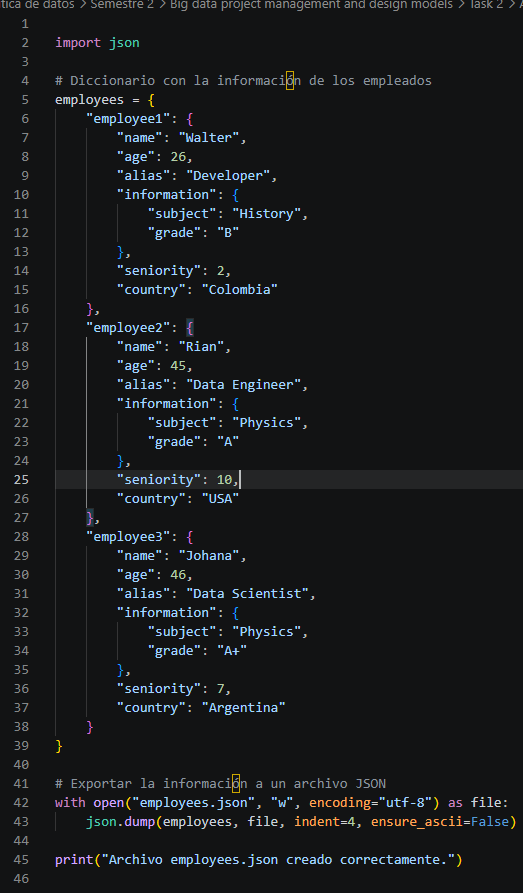 tica de datos > Semestre 2 > Big data project management and design models > Task 2 >
1
2 import json
3
4 # Diccionario con la información de los empleados
5 employees = {
6     "employee1": {
7         "name": "Walter",
8         "age": 26,
9         "alias": "Developer",
10         "information": {
11             "subject": "History",
12             "grade": "B"
13         },
14         "seniority": 2,
15         "country": "Colombia"
16     },
17     "employee2": {
18         "name": "Rian",
19         "age": 45,
20         "alias": "Data Engineer",
21         "information": {
22             "subject": "Physics",
23             "grade": "A"
24         },
25         "seniority": 10,
26         "country": "USA"
27     },
28     "employee3": {
29         "name": "Johana",
30         "age": 46,
31         "alias": "Data Scientist",
32         "information": {
33             "subject": "Physics",
34             "grade": "A+"
35         },
36         "seniority": 7,
37         "country": "Argentina"
38     }
39 }
40
41 # Exportar la información a un archivo JSON
42 with open("employees.json", "w", encoding="utf-8") as file:
43     json.dump(employees, file, indent=4, ensure_ascii=False)
44
45 print("Archivo employees.json creado correctamente.")
46